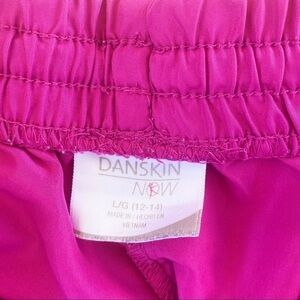 DANSKIN
NOW
L/G (12-14)
MADE IN / HECHO EN
VIETNAM